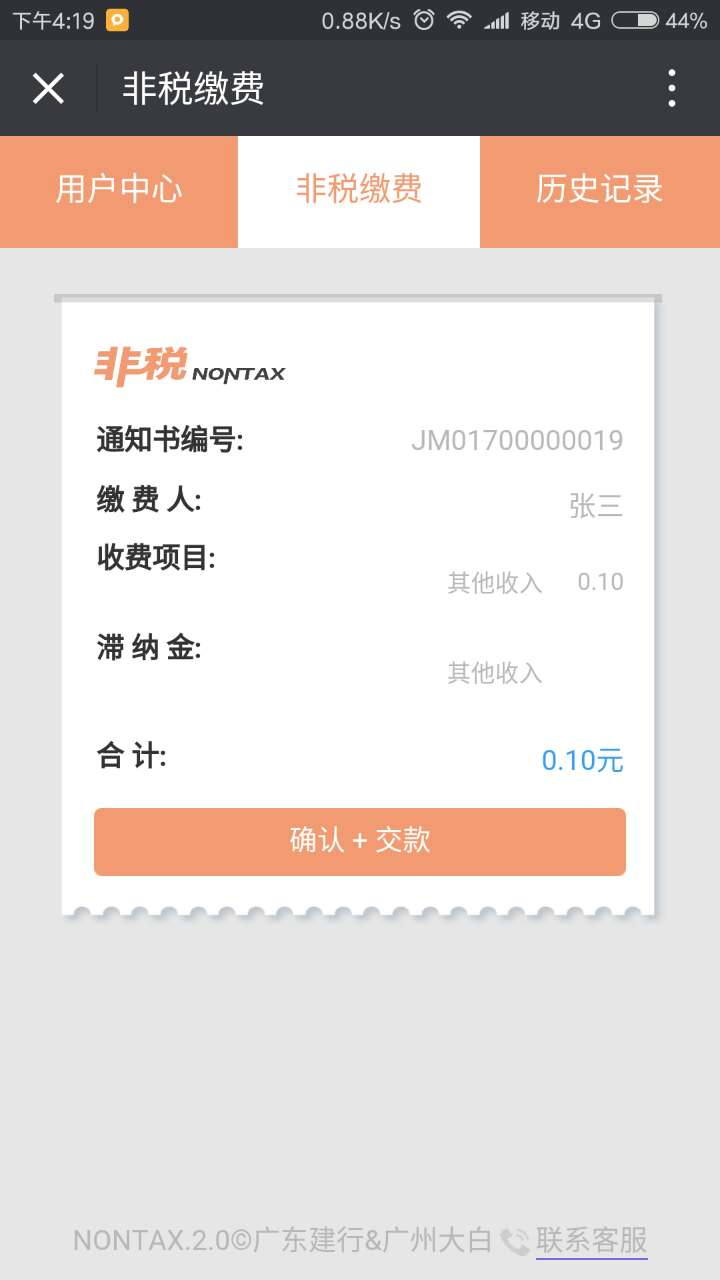 下午4:19 0.88K/s 移动 4G 44%
非税缴费
用户中心 非税缴费 历史记录
非税 NONTAX
通知书编号: JM01700000019
缴 费 人: 张三
收费项目:
其他收入 0.10
滞 纳 金:
其他收入
合 计: 0.10元
确认 + 交款
NONTAX.2.0©广东建行&广州大白 联系客服